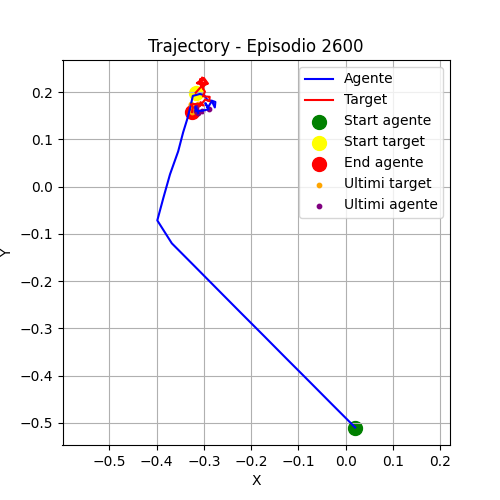 Trajectory - Episodio 2600
Agente
Target
Start agente
Start target
End agente
Ultimi target
Ultimi agente
0.2
0.1
0.0
−0.1
−0.2
−0.3
−0.4
−0.5
Y
−0.5
−0.4
−0.3
−0.2
−0.1
0.0
0.1
0.2
X